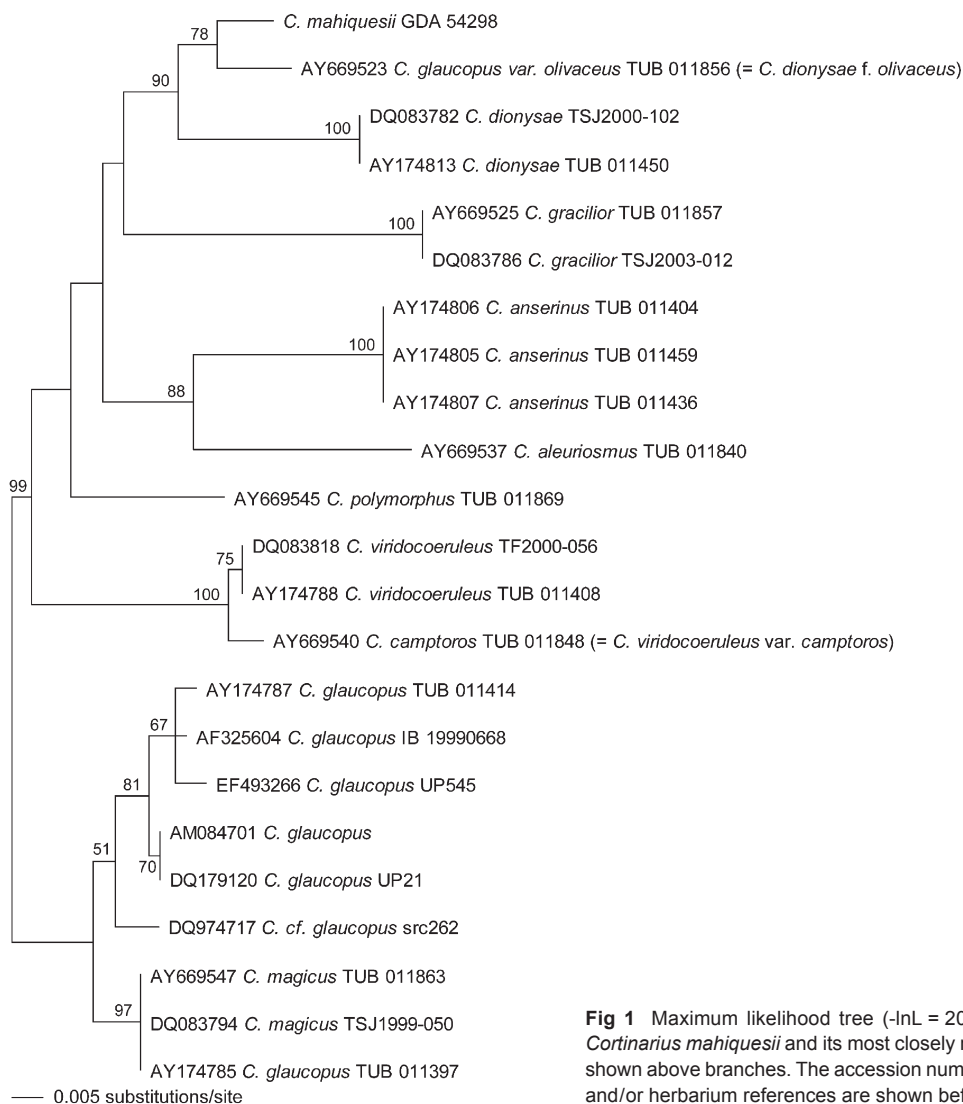 C. mahiquesii GDA 54298
78
AY669523 C. glaucopus var. olivaceus TUB 011856 (= C. dionysae f. olivaceus)
90
DQ083782 C. dionysae TSJ2000-102
100
AY174813 C. dionysae TUB 011450
AY669525 C. gracilior TUB 011857
100
DQ083786 C. gracilior TSJ2003-012
AY174806 C. anserinus TUB 011404
100
AY174805 C. anserinus TUB 011459
88
AY174807 C. anserinus TUB 011436
AY669537 C. aleuriosmus TUB 011840
99
AY669545 C. polymorphus TUB 011869
DQ083818 C. viridocoeruleus TF2000-056
75
100
AY174788 C. viridocoeruleus TUB 011408
AY669540 C. camptoros TUB 011848 (= C. viridocoeruleus var. camptoros)
AY174787 C. glaucopus TUB 011414
67
AF325604 C. glaucopus IB 19990668
81
EF493266 C. glaucopus UP545
AM084701 C. glaucopus
51
70
DQ179120 C. glaucopus UP21
DQ974717 C. cf. glaucopus src262
AY669547 C. magicus TUB 011863
97
DQ083794 C. magicus TSJ1999-050
AY174785 C. glaucopus TUB 011397
0.005 substitutions/site
Fig 1 Maximum likelihood tree (-lnL = 20
Cortinarius mahiquesii and its most closely
shown above branches. The accession num
and/or herbarium references are shown bef